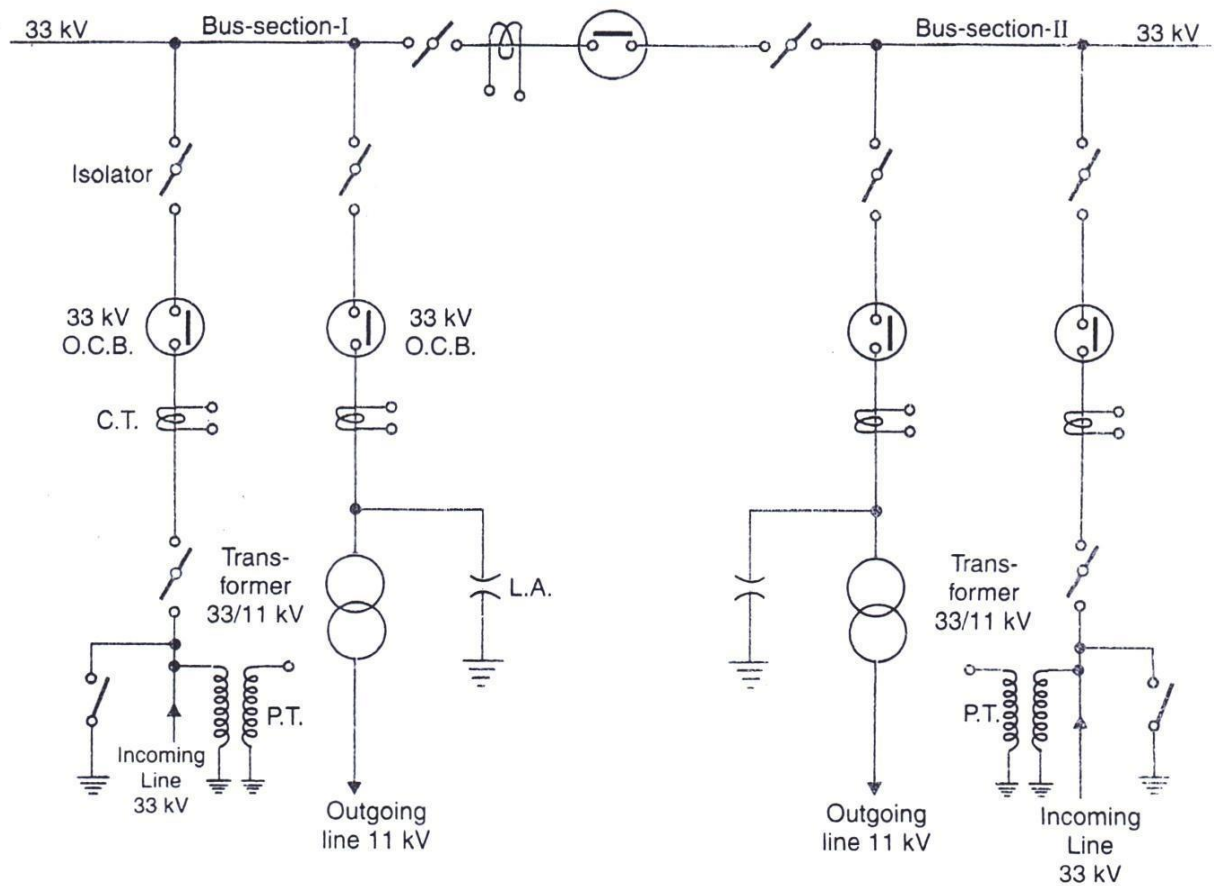 33 kV
Bus-section-I
Bus-section-II
33 kV
Isolator
33 kV
O.C.B.
33 kV
O.C.B.
C.T.
Trans-
former
33/11 kV
L.A.
Trans-
former
33/11 kV
P.T.
P.T.
Incoming
Line
33 kV
Outgoing
line 11 kV
Outgoing
line 11 kV
Incoming
Line
33 kV